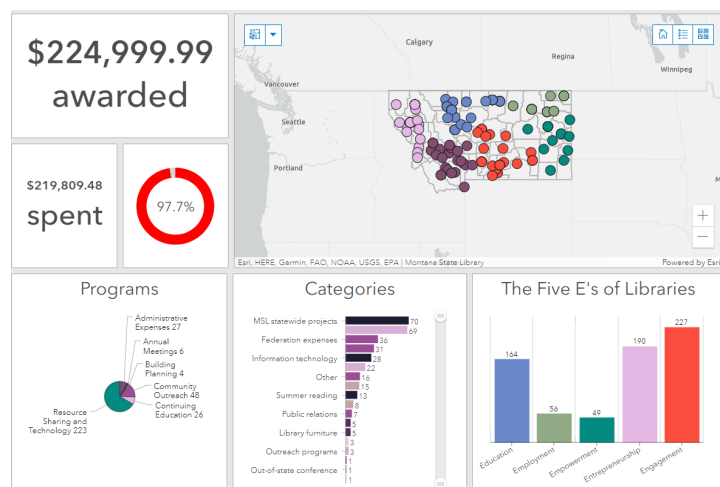 $224,999.99
awarded
$219,809.48
spent
97.7%
Calgary
Regina
Vancouver
Winnipeg
Seattle
Portland
M
+
−
Esri, HERE, Garmin, FAO, NOAA, USGS, EPA | Montana State Library
Powered by Esri
Programs
Administrative
Expenses 27
Annual
Meetings 6
Building
Planning 4
Community
Outreach 48
Continuing
Education 26
Resource
Sharing and
Technology 223
Categories
MSL statewide projects 70
69
Federation expenses 36
31
Information technology 28
22
Other 16
15
Summer reading 13
8
Public relations 7
5
Library furniture 5
3
Outreach programs 3
1
Out-of-state conference 1
1
The Five E's of Libraries
164
56
49
190
227
Education
Employment
Empowerment
Entrepreneurship
Engagement